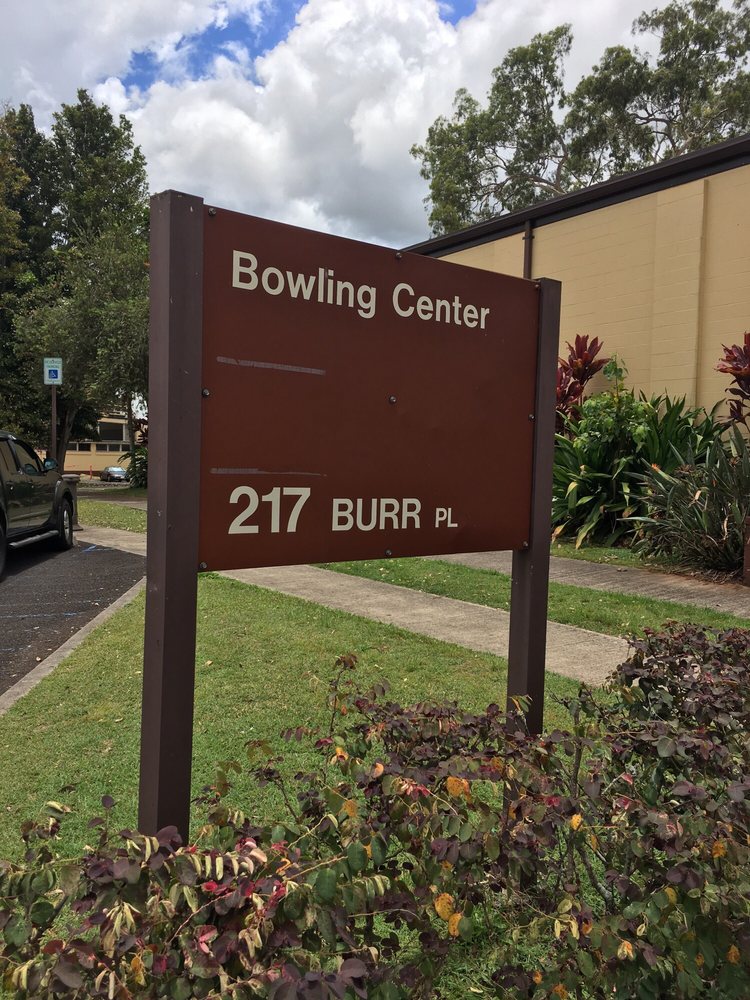 Bowling Center
217 BURR PL